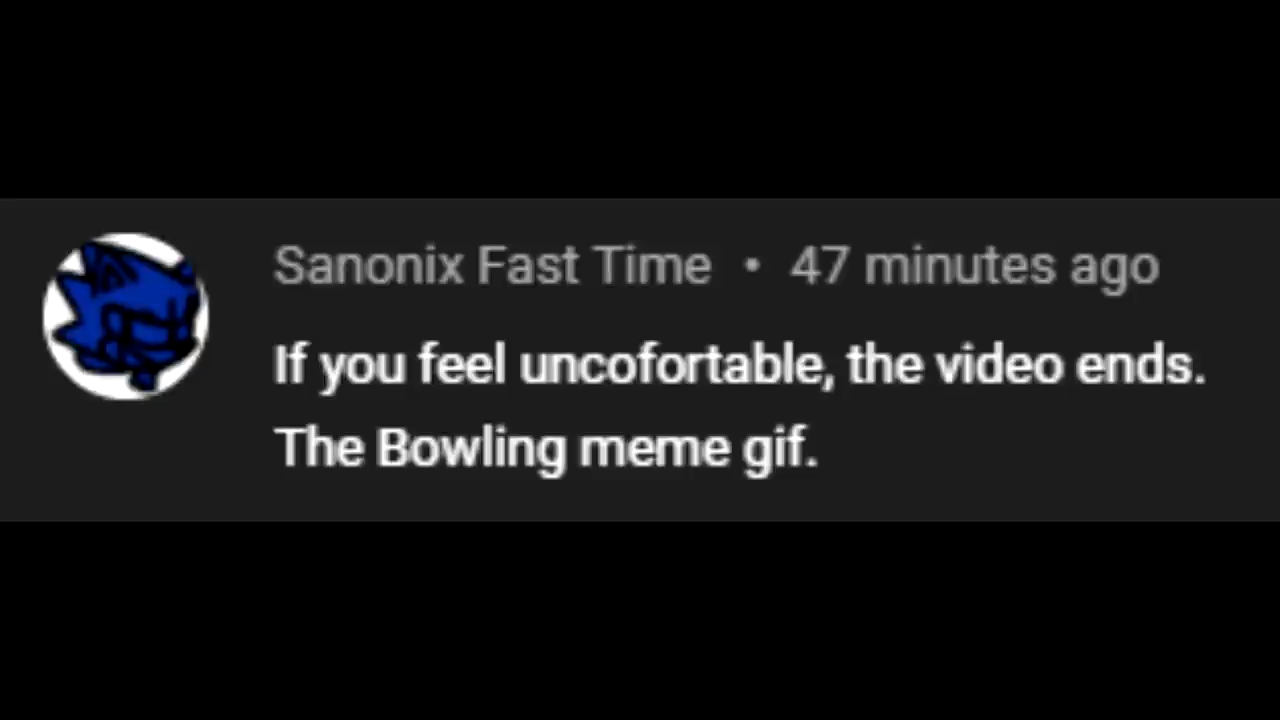 Sanonix Fast Time • 47 minutes ago
If you feel uncofortable, the video ends.
The Bowling meme gif.